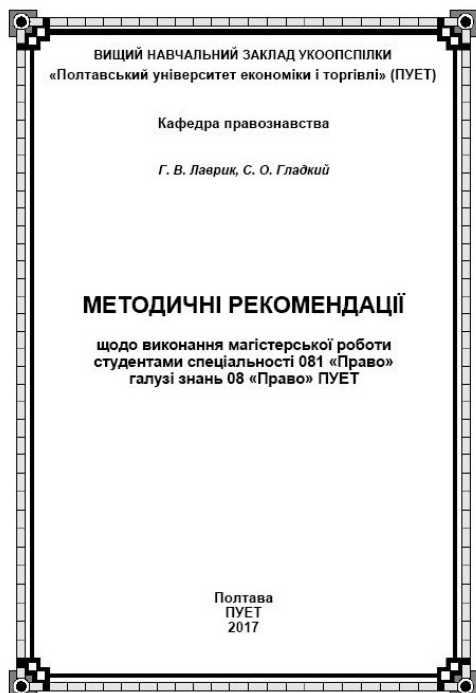 ВИЩИЙ НАВЧАЛЬНИЙ ЗАКЛАД УКООПСПІЛКИ
«Полтавський університет економіки і торгівлі» (ПУЕТ)
Кафедра правознавства
Г. В. Лаврик, С. О. Гладкий
МЕТОДИЧНІ РЕКОМЕНДАЦІЇ
щодо виконання магістерської роботи
студентами спеціальності 081 «Право»
галузі знань 08 «Право» ПУЕТ
Полтава
ПУЕТ
2017